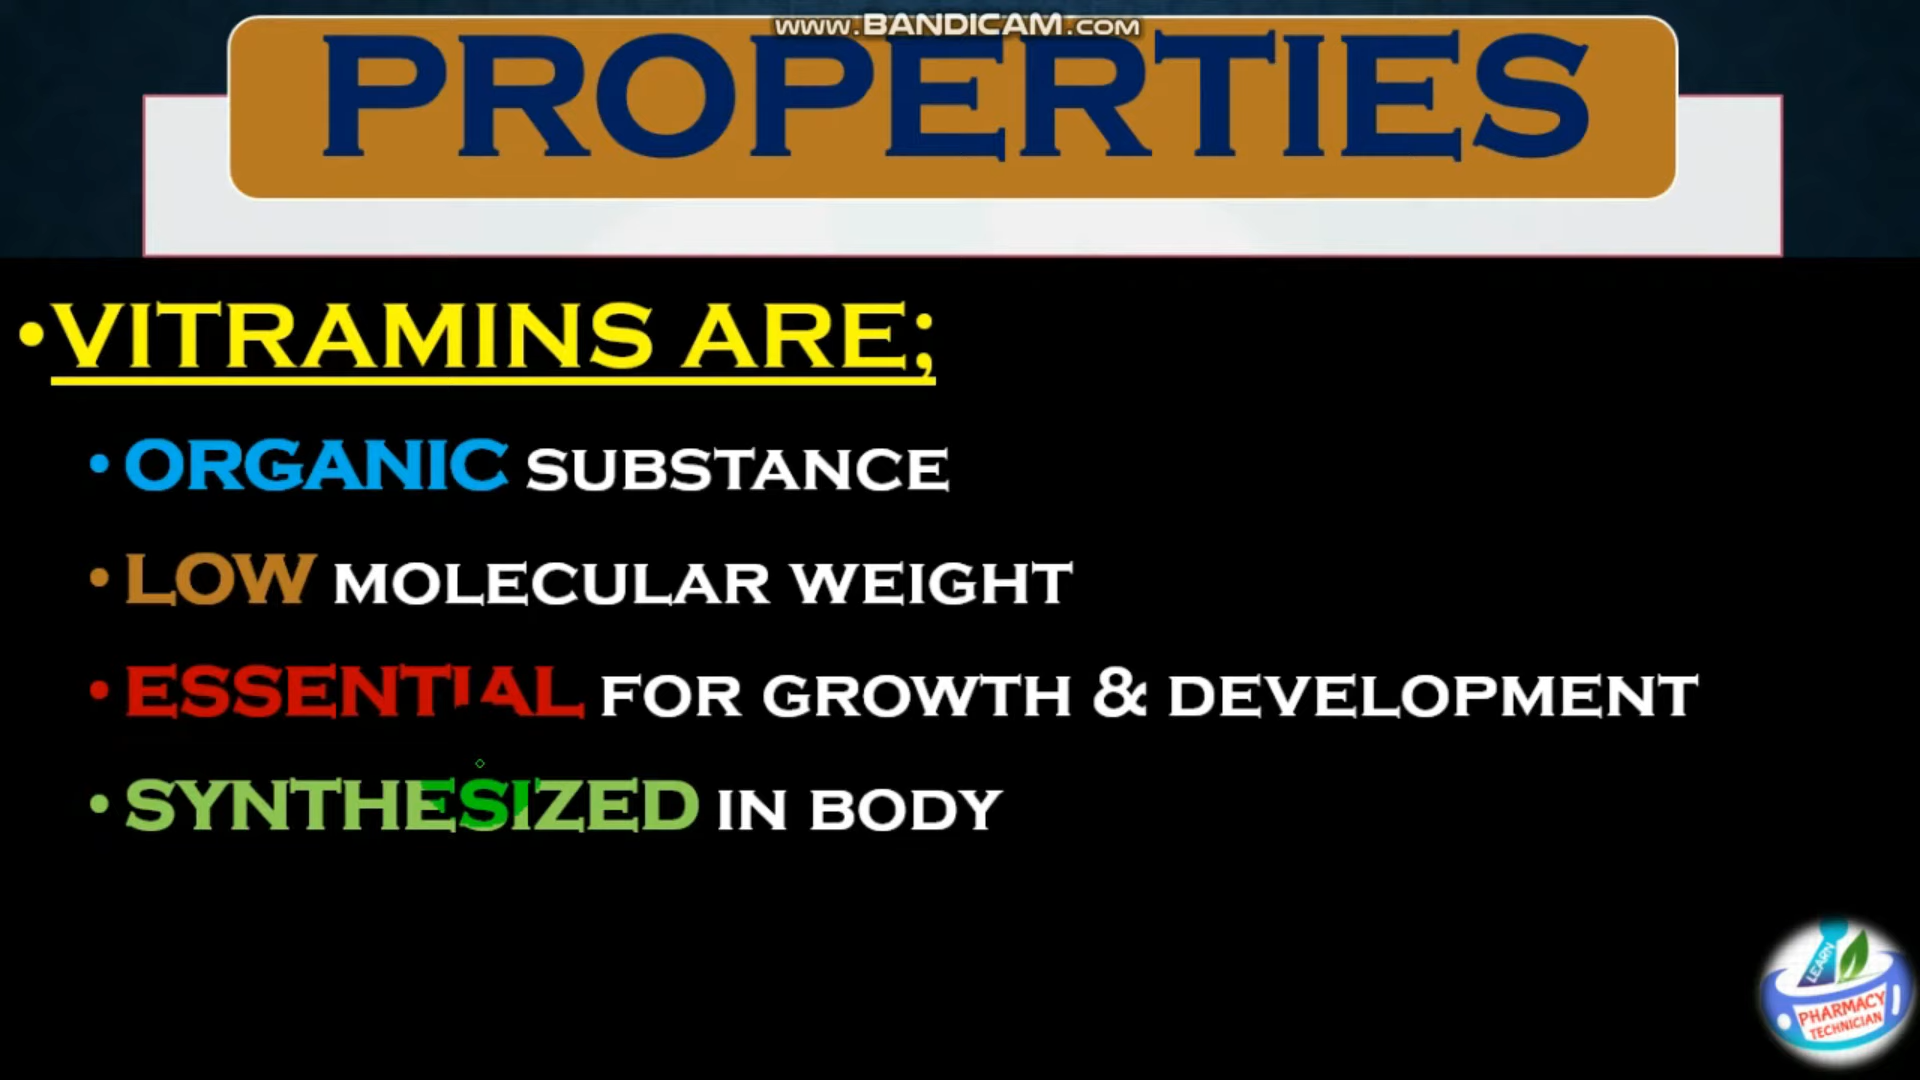 www.BANDICAM.com
PROPERTIES
•VITRAMINS ARE;
• ORGANIC SUBSTANCE
• LOW MOLECULAR WEIGHT
• ESSENTIAL FOR GROWTH & DEVELOPMENT
• SYNTHESIZED IN BODY
LEARN
PHARMACY
TECHNICIAN